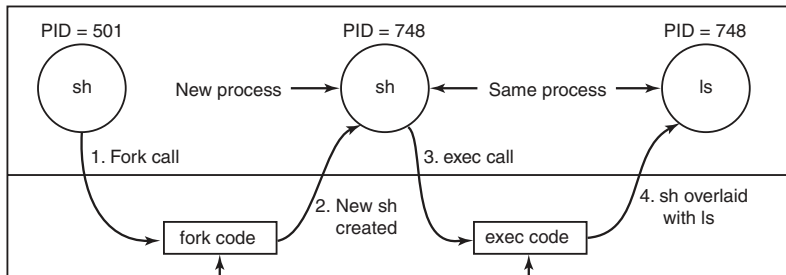 PID = 501
PID = 748
PID = 748
sh
New process
sh
Same process
ls
1. Fork call
3. exec call
2. New sh
created
4. sh overlaid
with ls
fork code
exec code